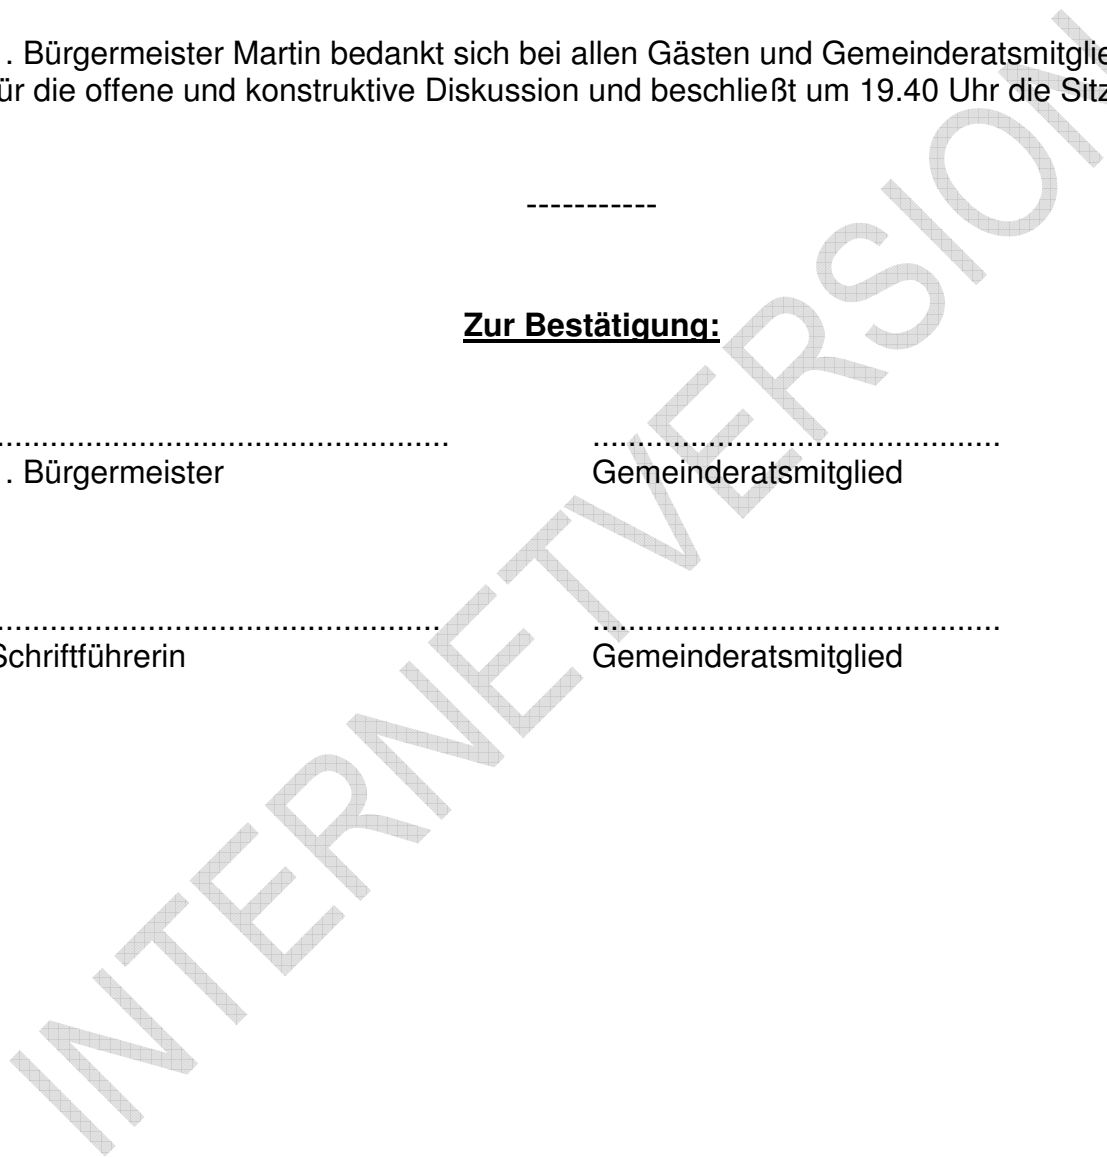 . Bürgermeister Martin bedankt sich bei allen Gästen und Gemeinderatsmitglie
ür die offene und konstruktive Diskussion und beschließt um 19.40 Uhr die Sitz
-----------
Zur Bestätigung:
.................................................... ...............................................
. Bürgermeister Gemeinderatsmitglied
................................................... ...............................................
Schriftführerin Gemeinderatsmitglied
INTERNETVERSION